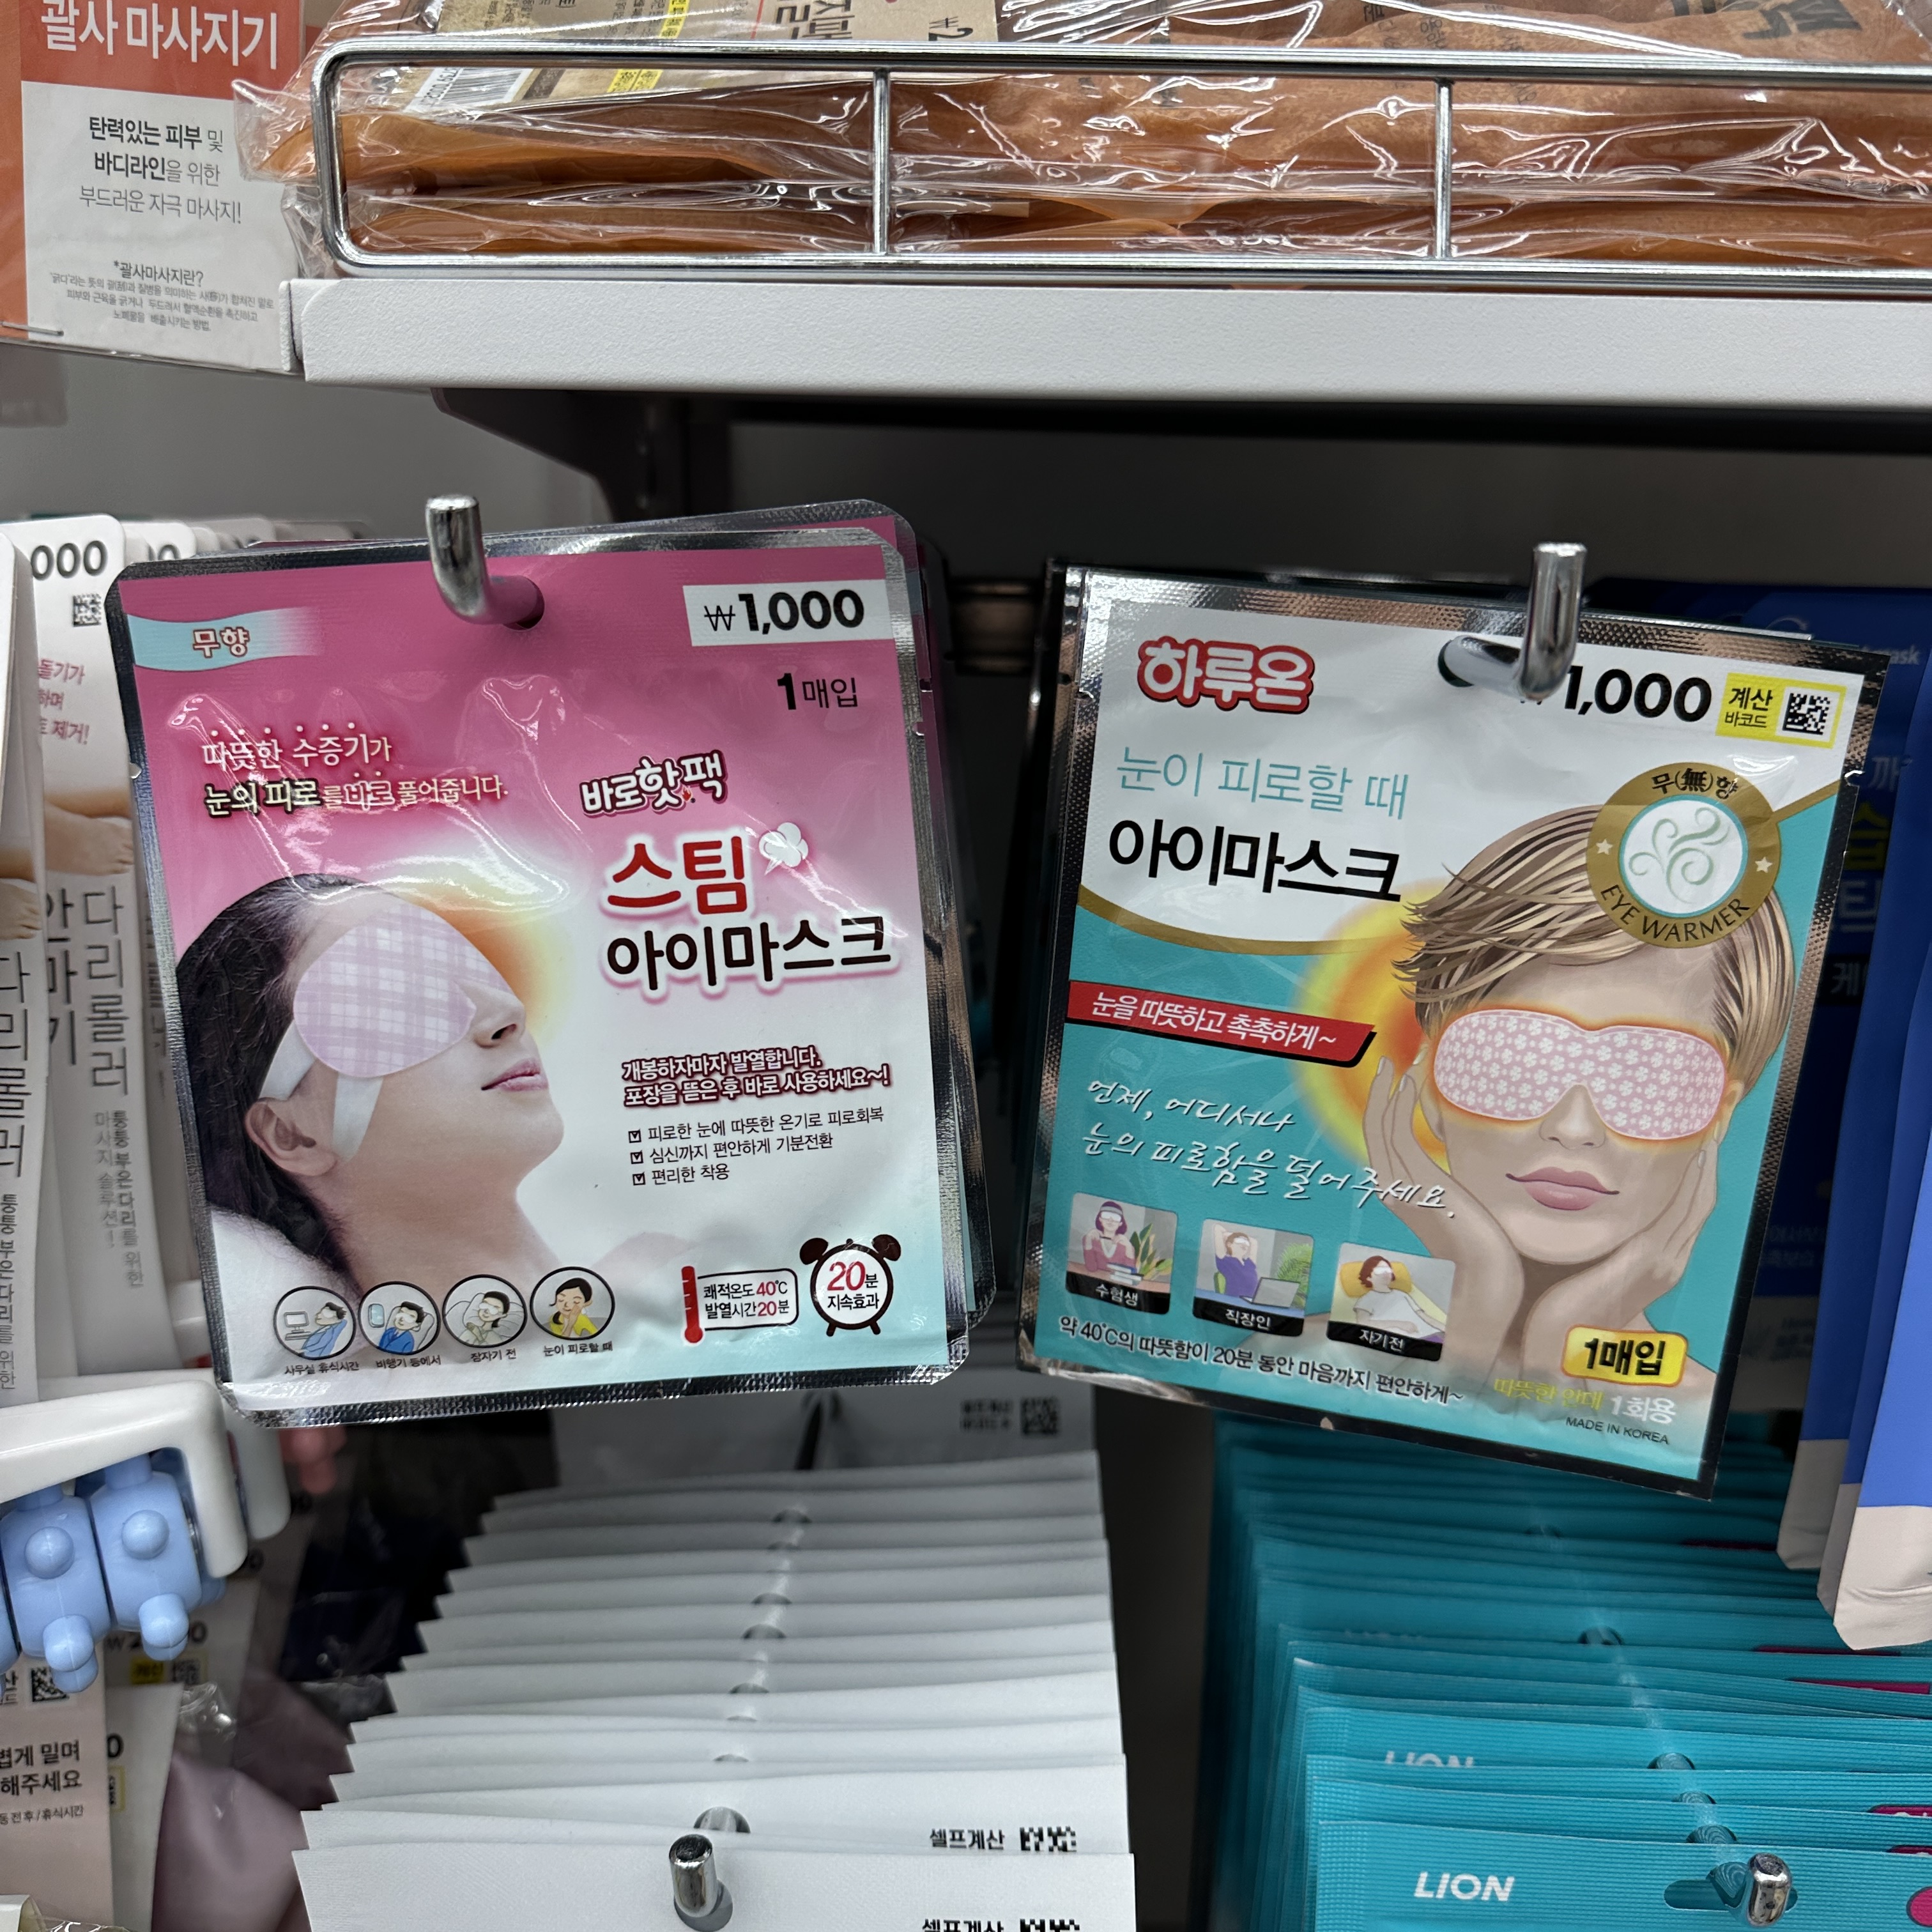 괄사 마사지기
탄력있는 피부 및
바디라인을 위한
부드러운 자극 마사지!
*괄사마사지란?
무향
₩1,000
1매입
따뜻한 수증기가
눈의 피로를 바로 풀어줍니다.
바로핫팩
스팀
아이마스크
개봉하자마자 발열합니다.
포장을 뜯은 후 바로 사용하세요~!
피로한 눈에 따뜻한 온기로 피로회복
심신까지 편안하게 기분전환
편리한 착용
쾌적온도 40℃
발열시간 20분
20분
지속효과
사무실 휴식시간
비행기 등에서
잠자기 전
눈이 피로할 때
하루온
1,000
계산
바코드
눈이 피로할 때
아이마스크
무(無)향
EYE WARMER
눈을 따뜻하고 촉촉하게~
언제, 어디서나
눈의 피로함을 덜어주세요.
수험생
직장인
자기전
약 40℃의 따뜻함이 20분 동안 마음까지 편안하게~
1매입
따뜻한 안대 1회용
MADE IN KOREA
000
다리롤러
셀프계산
셀프계산
LION
LION